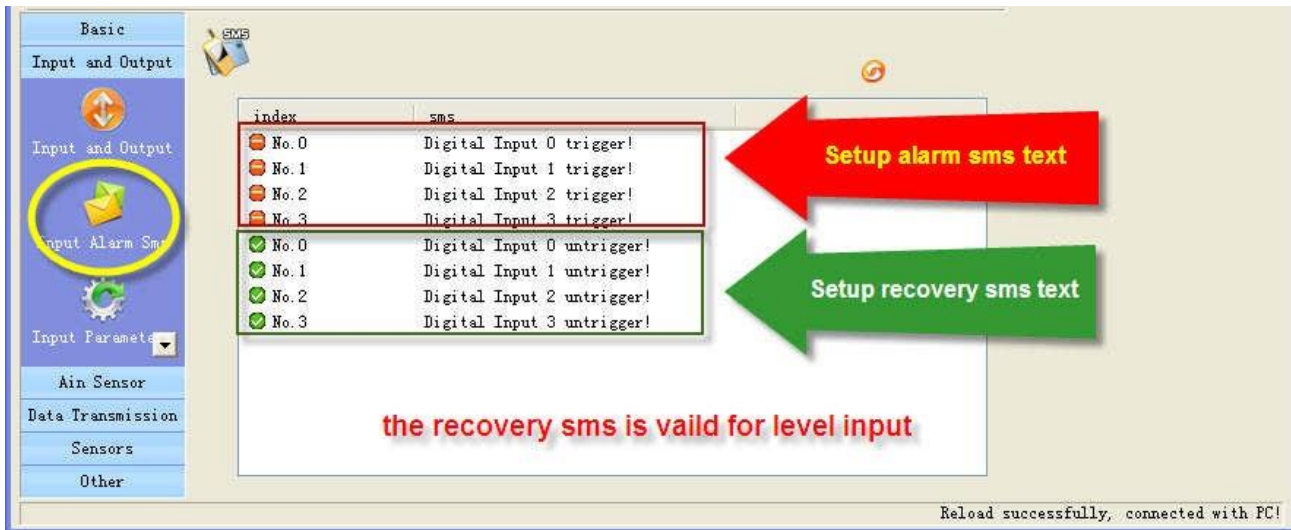 Basic
Input and Output
Input and Output
Input Alarm Sms
Input Paramete
Ain Sensor
Data Transmission
Sensors
Other
SMS
index sms
No.0 Digital Input 0 trigger!
No.1 Digital Input 1 trigger!
No.2 Digital Input 2 trigger!
No.3 Digital Input 3 trigger!
No.0 Digital Input 0 untrigger!
No.1 Digital Input 1 untrigger!
No.2 Digital Input 2 untrigger!
No.3 Digital Input 3 untrigger!
Setup alarm sms text
Setup recovery sms text
the recovery sms is vaild for level input
Reload successfully, connected with PC!